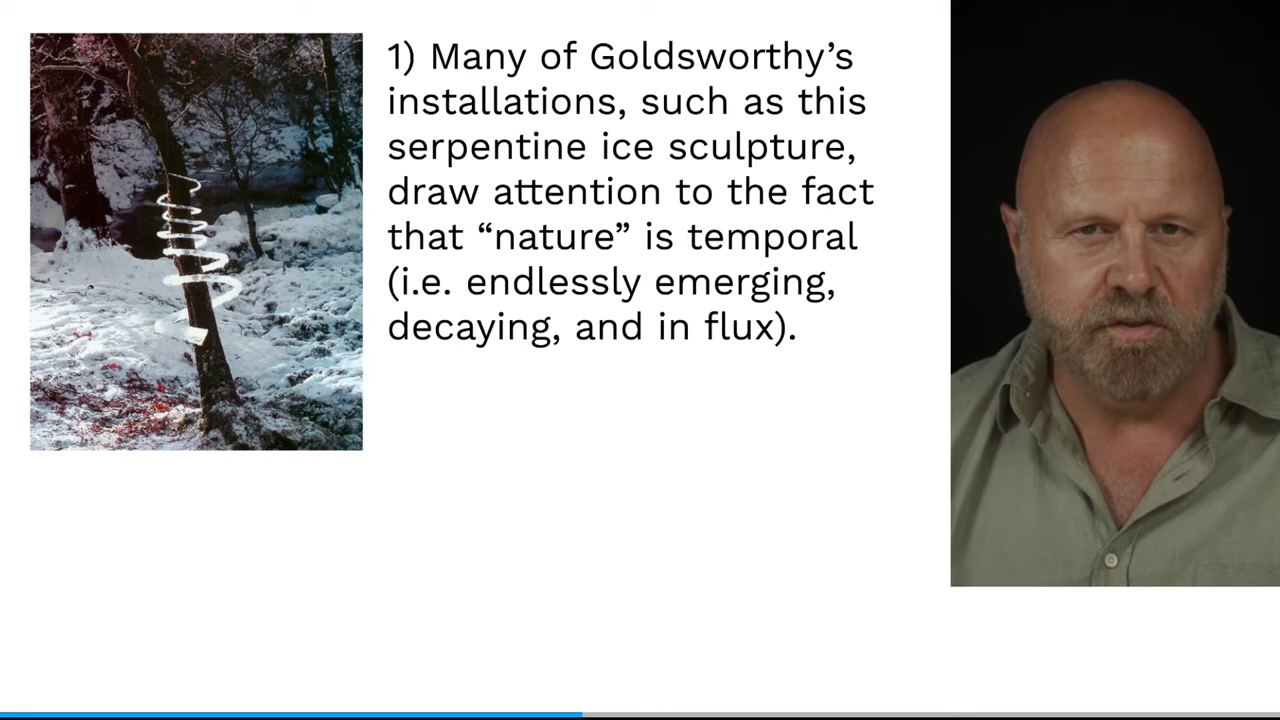 1) Many of Goldsworthy’s
installations, such as this
serpentine ice sculpture,
draw attention to the fact
that “nature” is temporal
(i.e. endlessly emerging,
decaying, and in flux).